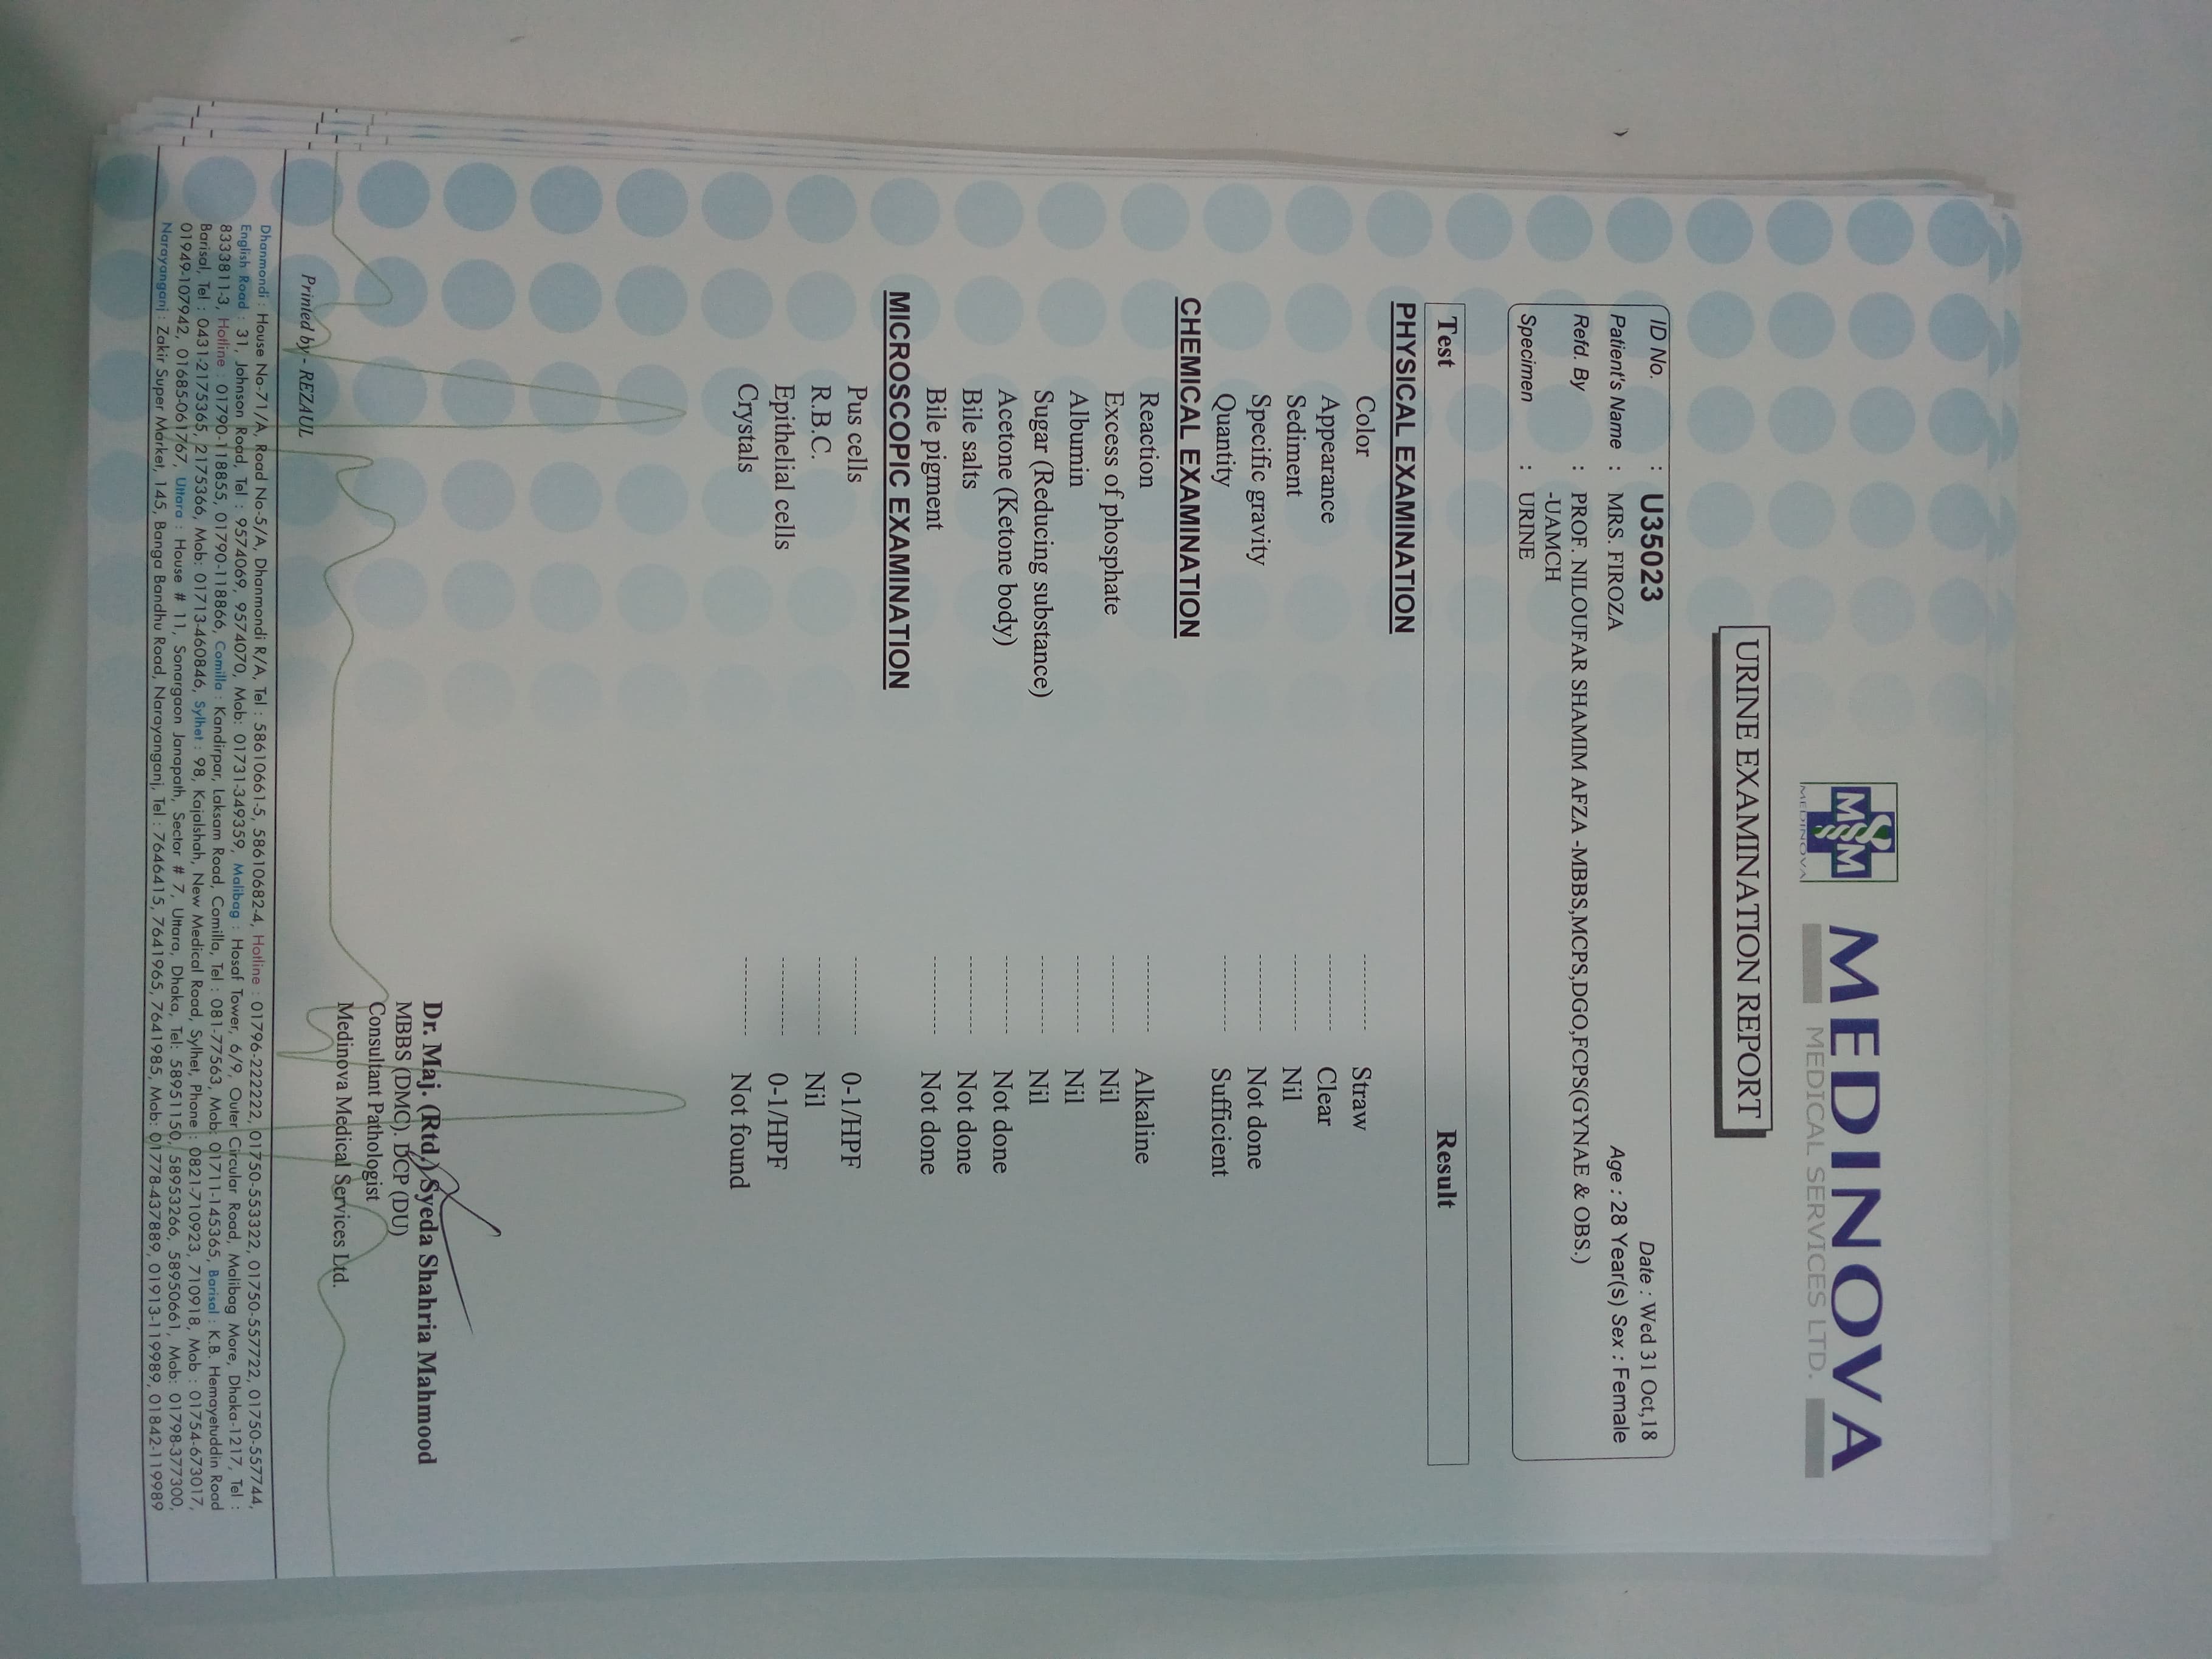 MSM
MEDINOVA
MEDINOVA
MEDICAL SERVICES LTD.
URINE EXAMINATION REPORT
ID No. : U35023 Date : Wed 31 Oct,18
Patient's Name : MRS. FIROZA Age : 28 Year(s) Sex : Female
Refd. By : PROF. NILOUFAR SHAMIM AFZA -MBBS,MCPS,DGO,FCPS(GYNAE & OBS.)
-UAMCH
Specimen : URINE
Test Result
PHYSICAL EXAMINATION
Color ---------- Straw
Appearance ---------- Clear
Sediment ---------- Nil
Specific gravity ---------- Not done
Quantity ---------- Sufficient
CHEMICAL EXAMINATION
Reaction ---------- Alkaline
Excess of phosphate ---------- Nil
Albumin ---------- Nil
Sugar (Reducing substance) ---------- Nil
Acetone (Ketone body) ---------- Not done
Bile salts ---------- Not done
Bile pigment ---------- Not done
MICROSCOPIC EXAMINATION
Pus cells ---------- 0-1/HPF
R.B.C. ---------- Nil
Epithelial cells ---------- 0-1/HPF
Crystals ---------- Not found
Dr. Maj. (Rtd.) Syeda Shahria Mahmood
MBBS (DMC). DCP (DU)
Consultant Pathologist
Medinova Medical Services Ltd.
Printed by - REZAUL
Dhanmondi : House No-71/A, Road No-5/A, Dhanmondi R/A, Tel : 58610661-5, 58610682-4, Hotline : 01796-222222, 01750-553322, 01750-557722, 01750-557744,
English Road : 31, Johnson Road, Tel : 9574069, 9574070, Mob: 01731-349359, Malibag : Hosaf Tower, 6/9, Outer Circular Road, Malibag More, Dhaka-1217, Tel :
8333811-3, Hotline : 01790-118855, 01790-118866, Comilla : Kandirpar, Laksam Road, Comilla, Tel : 081-77563, Mob: 01711-145365, Barisal : K.B. Hemayetuddin Road
Barisal, Tel : 0431-2175365, 2175366, Mob: 01713-460846, Sylhet : 98, Kajalshah, New Medical Road, Sylhet, Phone : 0821-710923, 710918, Mob : 01754-673017,
01949-107942, 01685-061767, Uttara : House # 11, Sonargaon Janapath, Sector # 7, Uttara, Dhaka, Tel: 58951150, 58953266, 58950661, Mob: 01798-377300,
Narayanganj : Zakir Super Market, 145, Banga Bandhu Road, Narayanganj, Tel : 7646415, 7641965, 7641985, Mob: 01778-437889, 01913-119989, 01842-119989